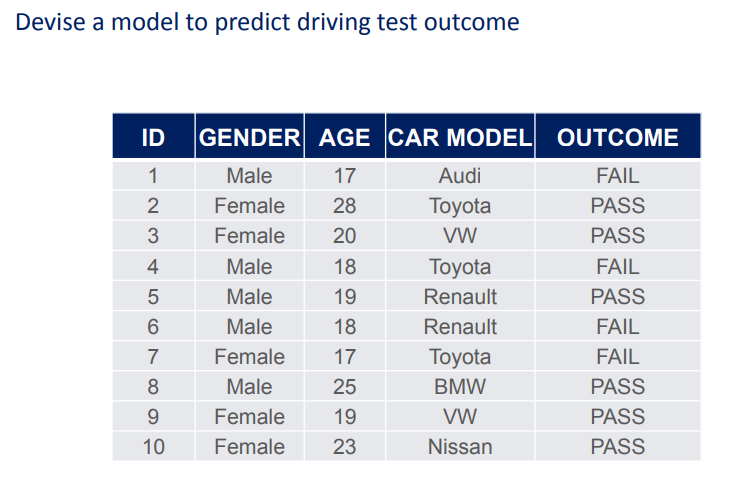 Devise a model to predict driving test outcome
ID GENDER AGE CAR MODEL OUTCOME
1 Male 17 Audi FAIL
2 Female 28 Toyota PASS
3 Female 20 VW PASS
4 Male 18 Toyota FAIL
5 Male 19 Renault PASS
6 Male 18 Renault FAIL
7 Female 17 Toyota FAIL
8 Male 25 BMW PASS
9 Female 19 VW PASS
10 Female 23 Nissan PASS